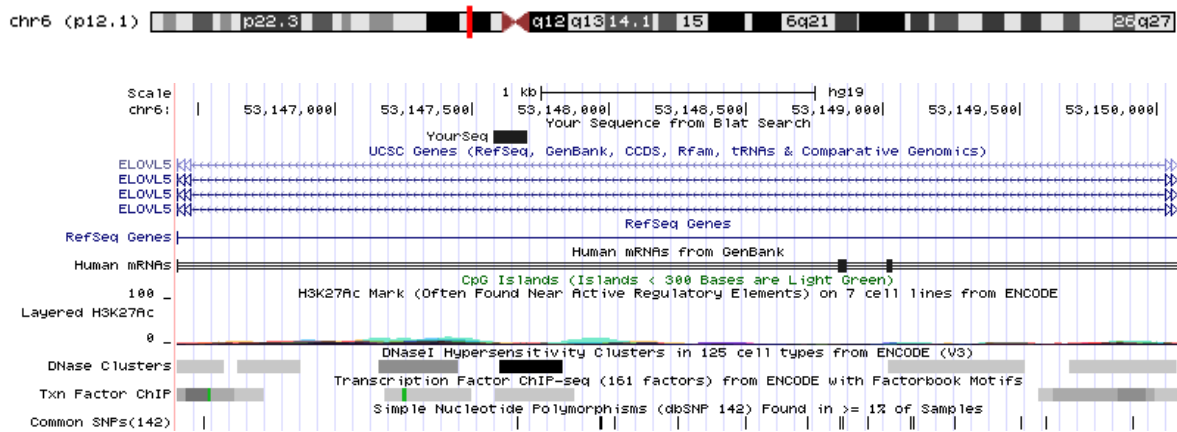 chr6 (p12.1) p22.3 q12 q13 14.1 15 6q21 26 q27
Scale 1 kb hg19
chr6: 53,147,000 53,147,500 53,148,000 53,148,500 53,149,000 53,149,500 53,150,000
Your Sequence from Blat Search
YourSeq
UCSC Genes (RefSeq, GenBank, CCDS, Rfam, tRNAs & Comparative Genomics)
ELOVL5
ELOVL5
ELOVL5
ELOVL5
RefSeq Genes
RefSeq Genes
Human mRNAs from GenBank
Human mRNAs
CpG Islands (Islands < 300 Bases are Light Green)
100 _ H3K27Ac Mark (Often Found Near Active Regulatory Elements) on 7 cell lines from ENCODE
Layered H3K27Ac
0 _
DNaseI Hypersensitivity Clusters in 125 cell types from ENCODE (V3)
DNase Clusters
Transcription Factor ChIP-seq (161 factors) from ENCODE with Factorbook Motifs
Txn Factor ChIP
Simple Nucleotide Polymorphisms (dbSNP 142) Found in >= 1% of Samples
Common SNPs(142)